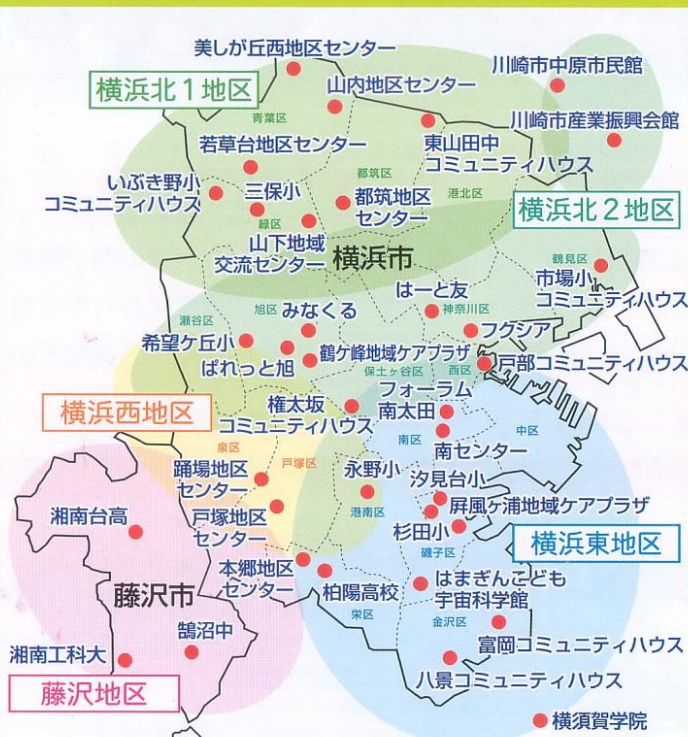 美しが丘西地区センター
川崎市中原市民館
横浜北1地区
山内地区センター
青葉区
川崎市産業振興会館
若草台地区センター
東山田中
コミュニティハウス
都筑区
港北区
いぶき野小
コミュニティハウス
三保小
都筑地区
センター
緑区
横浜北2地区
山下地域
交流センター
横浜市
鶴見区
市場小
コミュニティハウス
はーと友
神奈川区
瀬谷区
旭区
みなくる
フクシア
希望ケ丘小
ぱれっと旭
鶴ケ峰地域ケアプラザ
保土ヶ谷区
西区
戸部コミュニティハウス
横浜西地区
権太坂
コミュニティハウス
フォーラム
南太田
南区
中区
南センター
泉区
戸塚区
踊場地区
センター
永野小
汐見台小
戸塚地区
センター
港南区
屏風ヶ浦地域ケアプラザ
杉田小
湘南台高
磯子区
横浜東地区
本郷地区
センター
柏陽高校
はまぎんこども
宇宙科学館
藤沢市
栄区
金沢区
鵠沼中
富岡コミュニティハウス
湘南工科大
八景コミュニティハウス
藤沢地区
横須賀学院